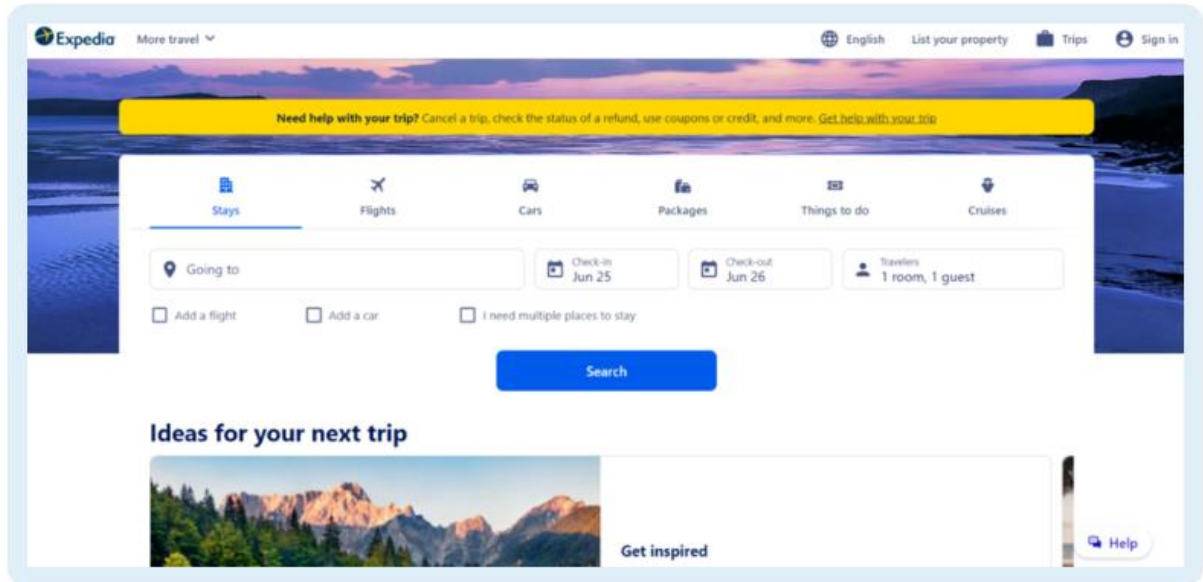 Expedia More travel English List your property Trips Sign in
Need help with your trip? Cancel a trip, check the status of a refund, use coupons or credit, and more. Get help with your trip
Stays Flights Cars Packages Things to do Cruises
Going to
Check-in
Jun 25
Check-out
Jun 26
Travelers
1 room, 1 guest
Add a flight Add a car I need multiple places to stay
Search
Ideas for your next trip
Get inspired
Help